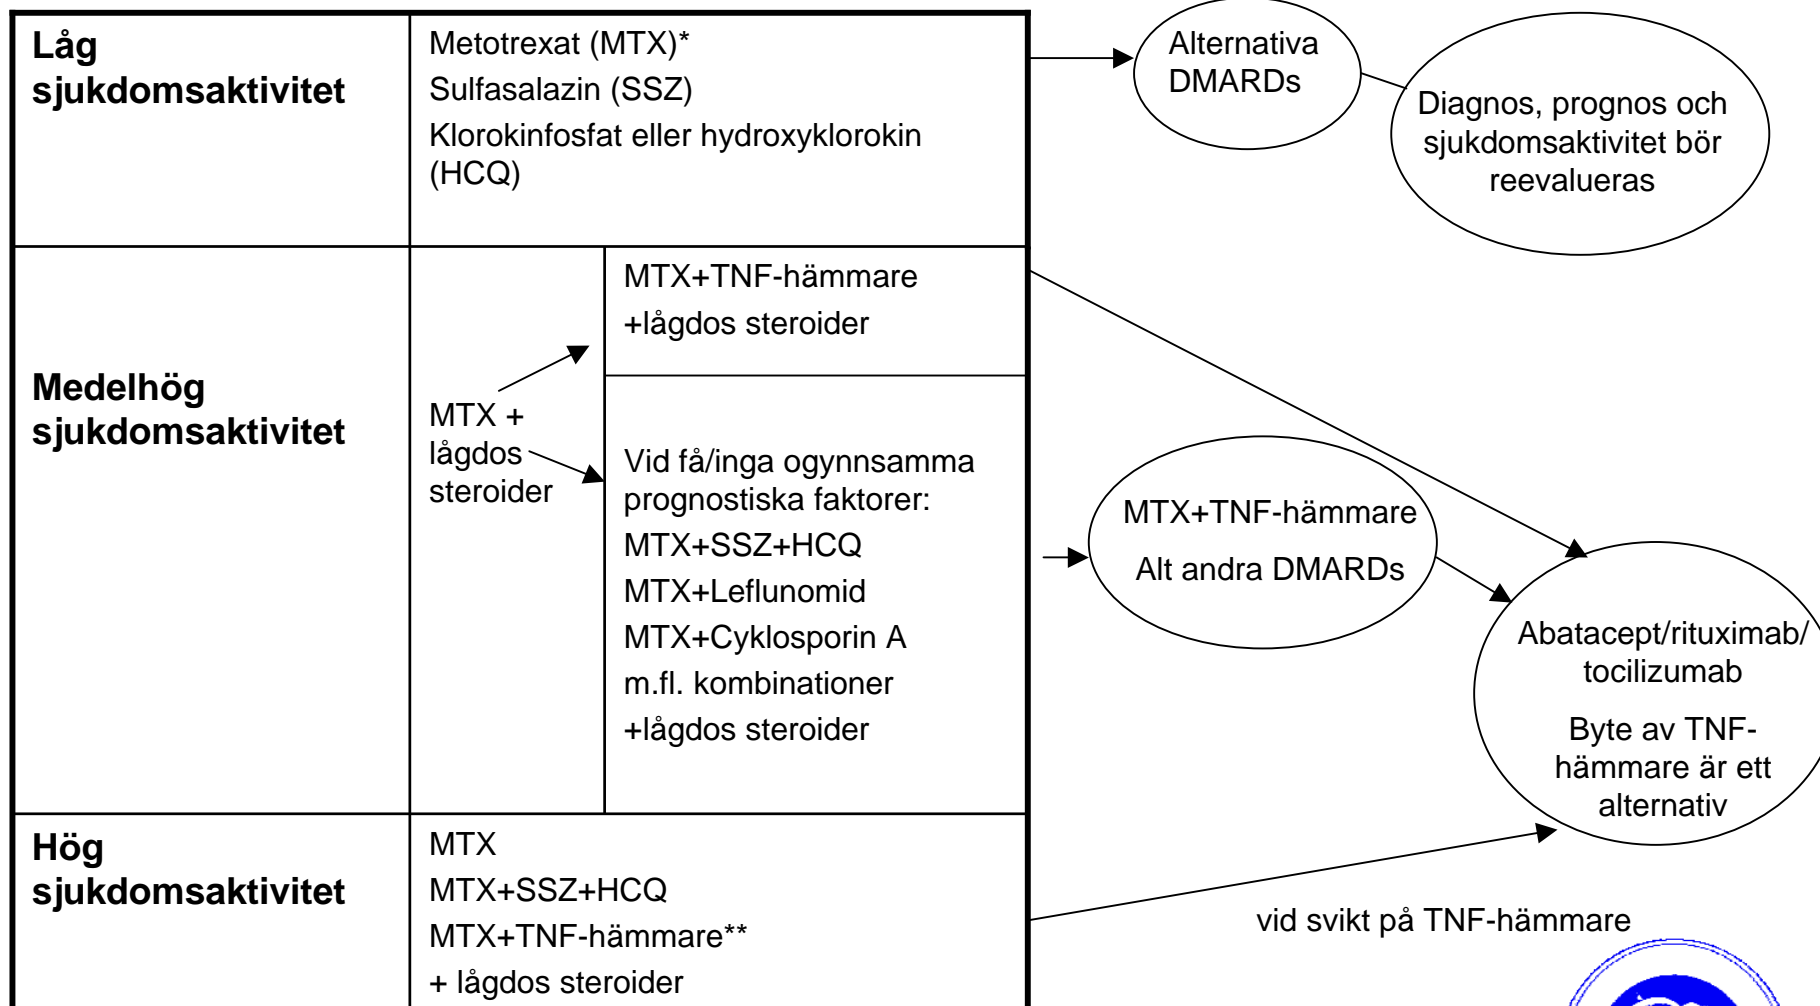 Låg
sjukdomsaktivitet
Metotrexat (MTX)*
Sulfasalazin (SSZ)
Klorokinfosfat eller hydroxyklorokin
(HCQ)
Alternativa
DMARDs
Diagnos, prognos och
sjukdomsaktivitet bör
reevalueras
Medelhög
sjukdomsaktivitet
MTX +
lågdos
steroider
MTX+TNF-hämmare
+lågdos steroider
Vid få/inga ogynnsamma
prognostiska faktorer:
MTX+SSZ+HCQ
MTX+Leflunomid
MTX+Cyklosporin A
m.fl. kombinationer
+lågdos steroider
MTX+TNF-hämmare
Alt andra DMARDs
Abatacept/rituximab/
tocilizumab
Byte av TNF-
hämmare är ett
alternativ
Hög
sjukdomsaktivitet
MTX
MTX+SSZ+HCQ
MTX+TNF-hämmare**
+ lågdos steroider
vid svikt på TNF-hämmare